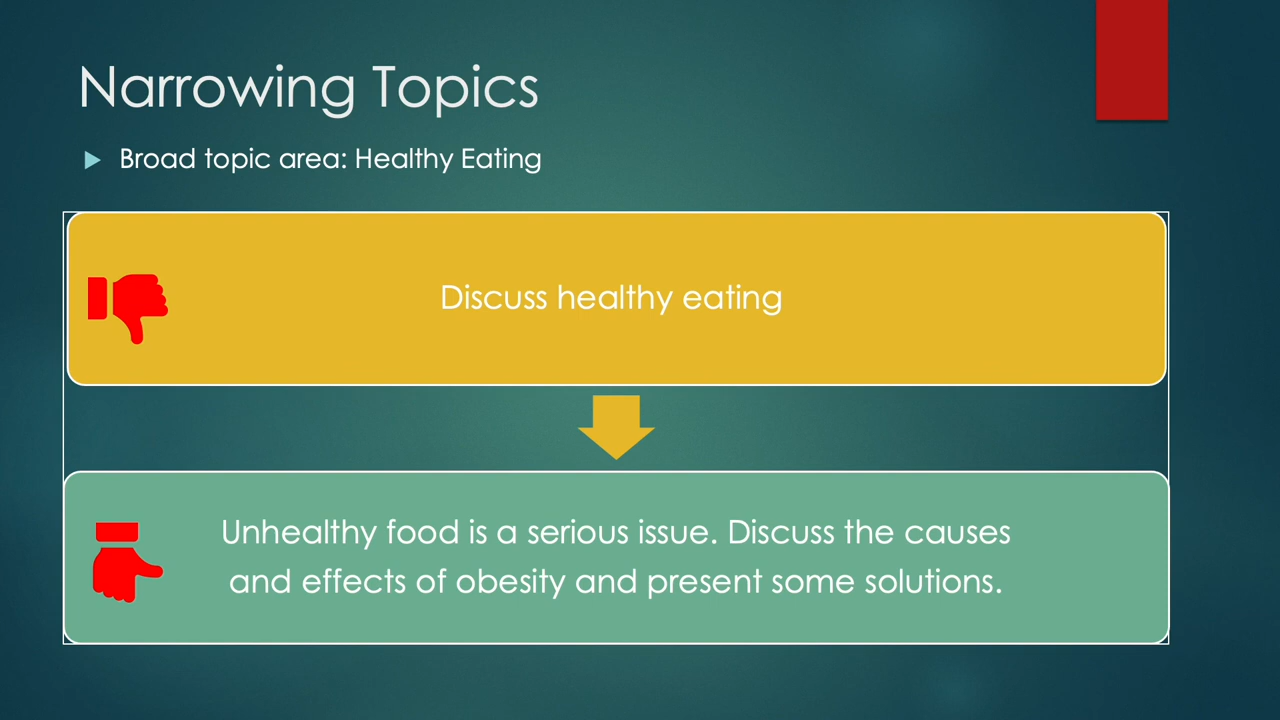 Narrowing Topics
Broad topic area: Healthy Eating
Discuss healthy eating
Unhealthy food is a serious issue. Discuss the causes
and effects of obesity and present some solutions.